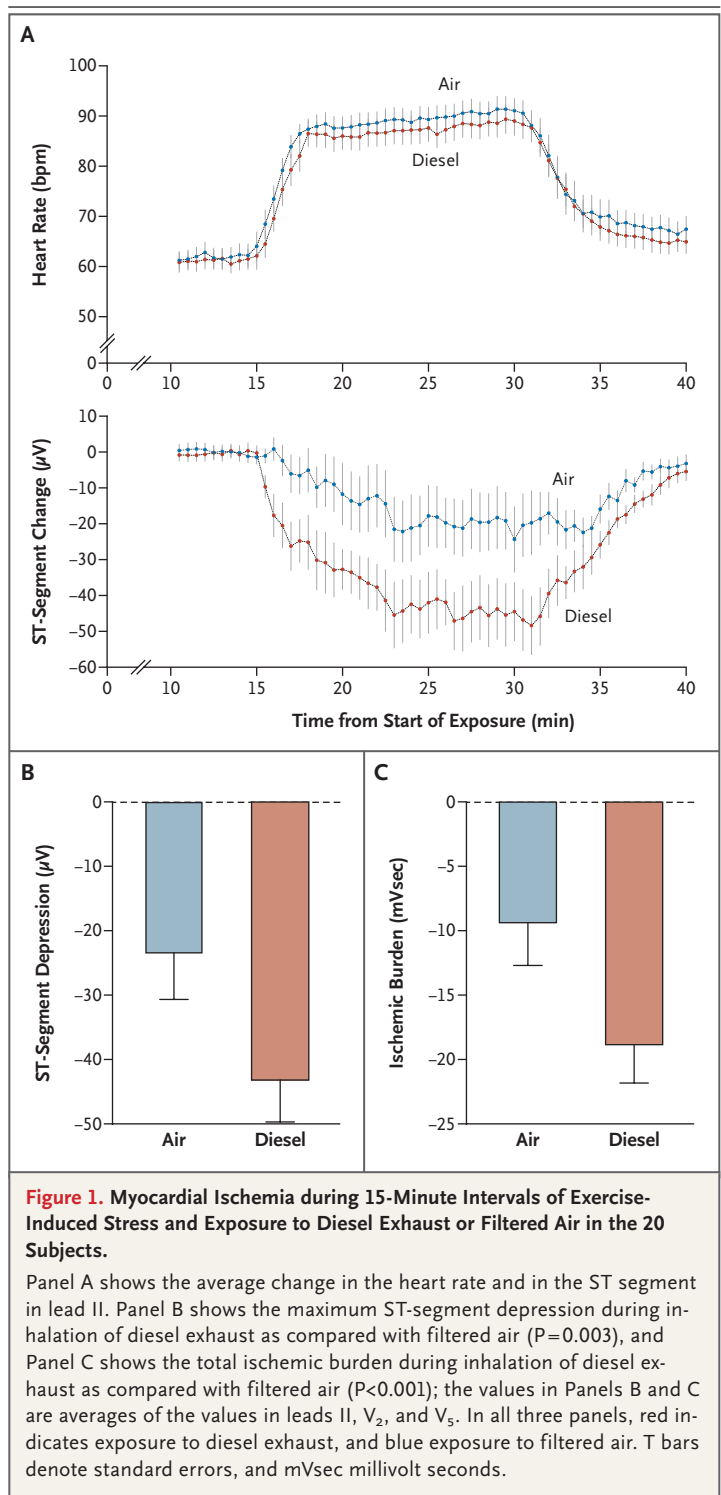 A
100
90
80
70
60
50
0
Heart Rate (bpm)
Air
Diesel
0 10 15 20 25 30 35 40
10
0
–10
–20
–30
–40
–50
–60
ST-Segment Change (µV)
Air
Diesel
0 10 15 20 25 30 35 40
Time from Start of Exposure (min)
B
0
–10
–20
–30
–40
–50
ST-Segment Depression (µV)
Air Diesel
C
0
–5
–10
–15
–20
–25
Ischemic Burden (mVsec)
Air Diesel
Figure 1. Myocardial Ischemia during 15-Minute Intervals of Exercise-
Induced Stress and Exposure to Diesel Exhaust or Filtered Air in the 20
Subjects.
Panel A shows the average change in the heart rate and in the ST segment
in lead II. Panel B shows the maximum ST-segment depression during in-
halation of diesel exhaust as compared with filtered air (P=0.003), and
Panel C shows the total ischemic burden during inhalation of diesel ex-
haust as compared with filtered air (P<0.001); the values in Panels B and C
are averages of the values in leads II, V₂, and V₅. In all three panels, red in-
dicates exposure to diesel exhaust, and blue exposure to filtered air. T bars
denote standard errors, and mVsec millivolt seconds.